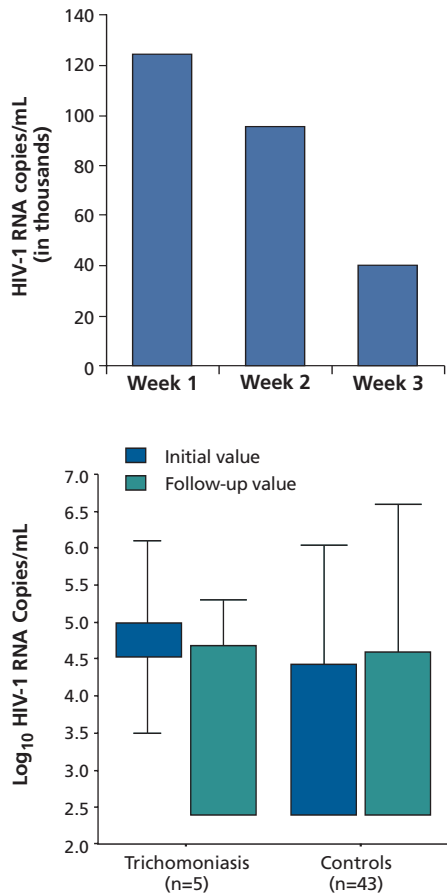 HIV-1 RNA copies/mL
(in thousands)
140
120
100
80
60
40
20
0
Week 1
Week 2
Week 3
Initial value
Follow-up value
Log10 HIV-1 RNA Copies/mL
7.0
6.5
6.0
5.5
5.0
4.5
4.0
3.5
3.0
2.5
2.0
Trichomoniasis
(n=5)
Controls
(n=43)